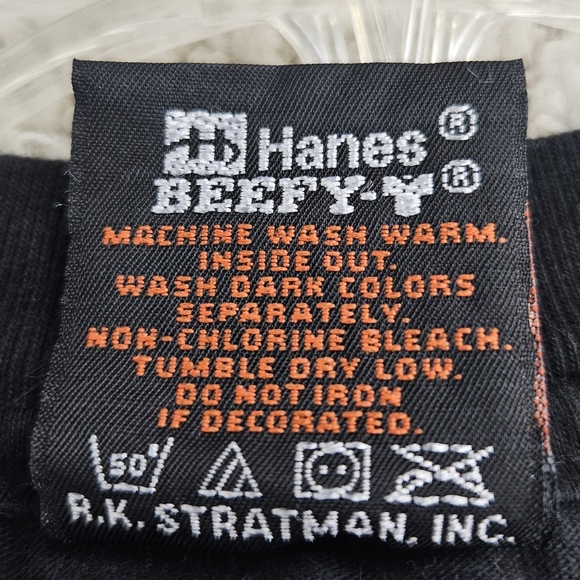 Hanes®
BEEFY-T®
MACHINE WASH WARM.
INSIDE OUT.
WASH DARK COLORS
SEPARATELY.
NON-CHLORINE BLEACH.
TUMBLE DRY LOW.
DO NOT IRON
IF DECORATED.
50°
R.K. STRATMAN, INC.